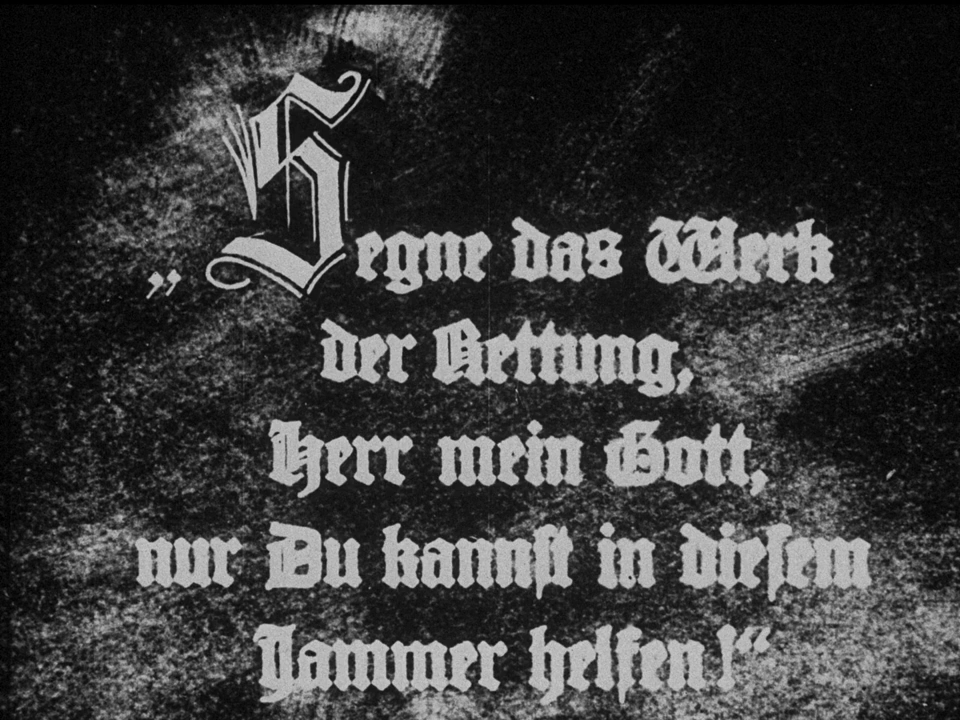 „Segne das Werk
der Rettung,
Herr mein Gott,
nur Du kannst in diesem
Jammer helfen!“